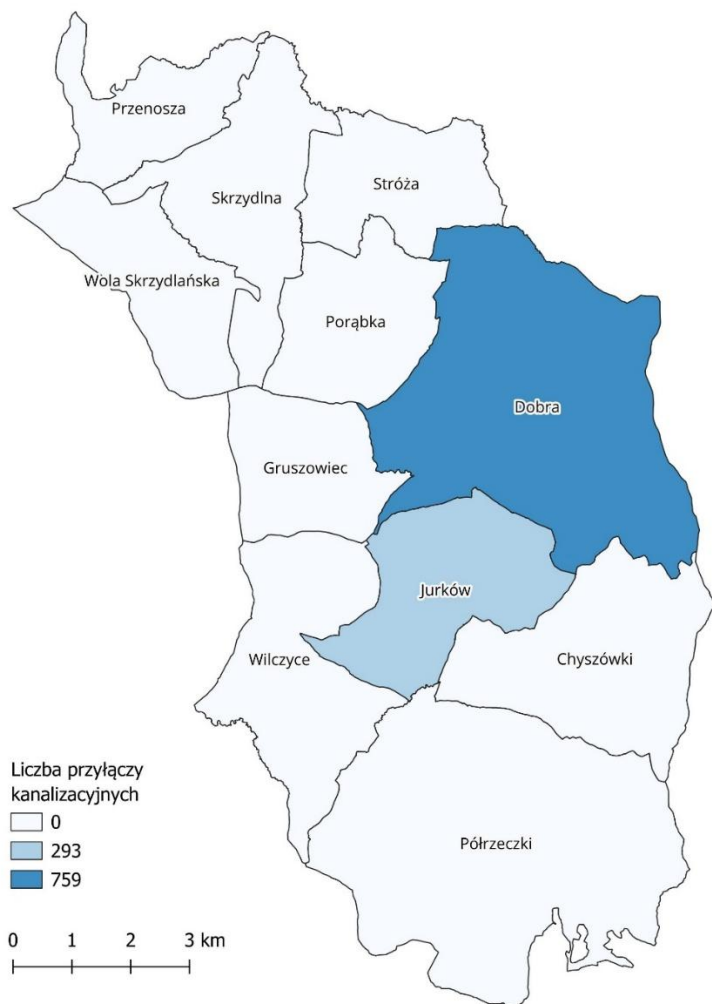 Przenosza
Skrzydlna
Stróża
Wola Skrzydlańska
Porąbka
Dobra
Gruszowiec
Jurków
Wilczyce
Chyszówki
Półrzeczki
Liczba przyłączy
kanalizacyjnych
0
293
759
0 1 2 3 km